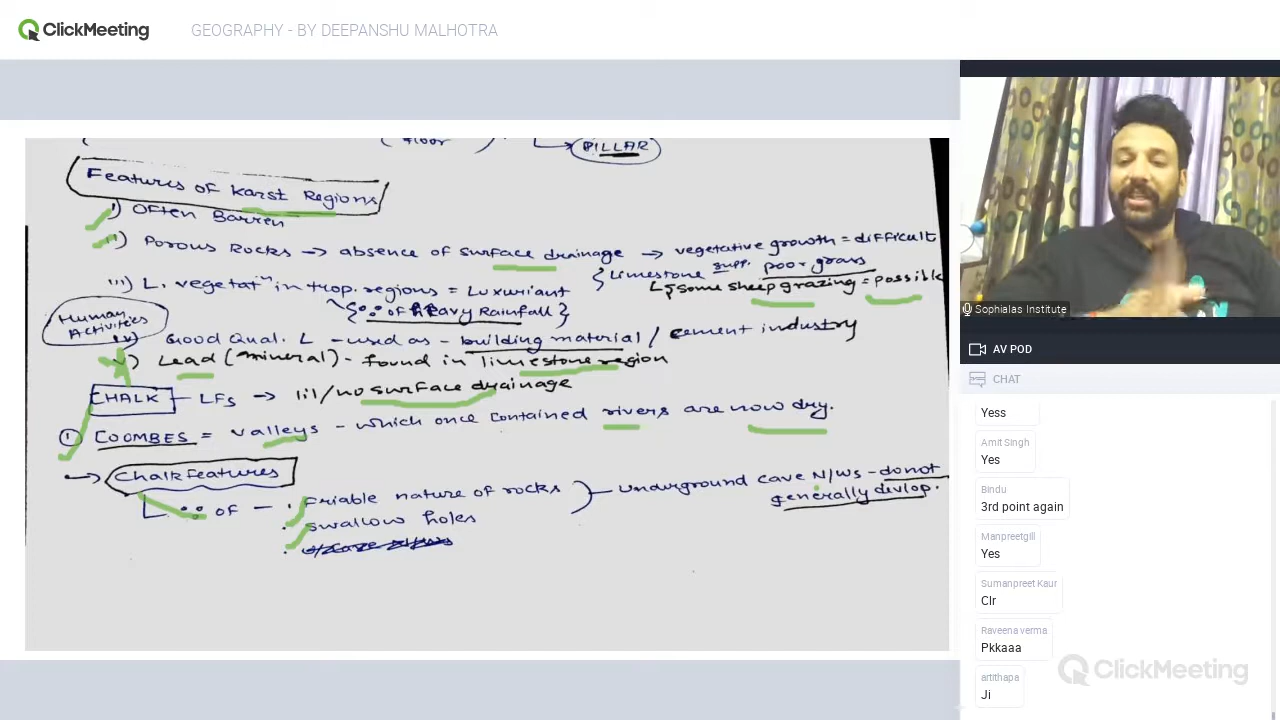 ClickMeeting
GEOGRAPHY - BY DEEPANSHU MALHOTRA
(floor) . PILLAR
Features of Karst Regions
i) Often Barren
ii) Porous Rocks → absence of surface drainage → vegetative growth = difficult
{ Limestone supp. poor grass
↳ some sheep grazing = possible
iii) L. vegetatn in trop. regions = Luxuriant
{∵ of heavy Rainfall}
Human Activities
iv) Good Qual. L - used as - building material / cement industry
v) Lead (mineral) - found in limestone region
CHALK - LFs → lil/no surface drainage
① COOMBES = valleys - which once contained rivers are now dry.
→ Chalk features
∵ of - . friable nature of rocks
. swallow holes
} - underground cave N/Ws - do not
generally devlop.
Sophialas Institute
AV POD
CHAT
Yess
Amit Singh
Yes
Bindu
3rd point again
Manpreetgill
Yes
Sumanpreet Kaur
Clr
Raveena verma
Pkkaaa
artithapa
Ji
ClickMeeting